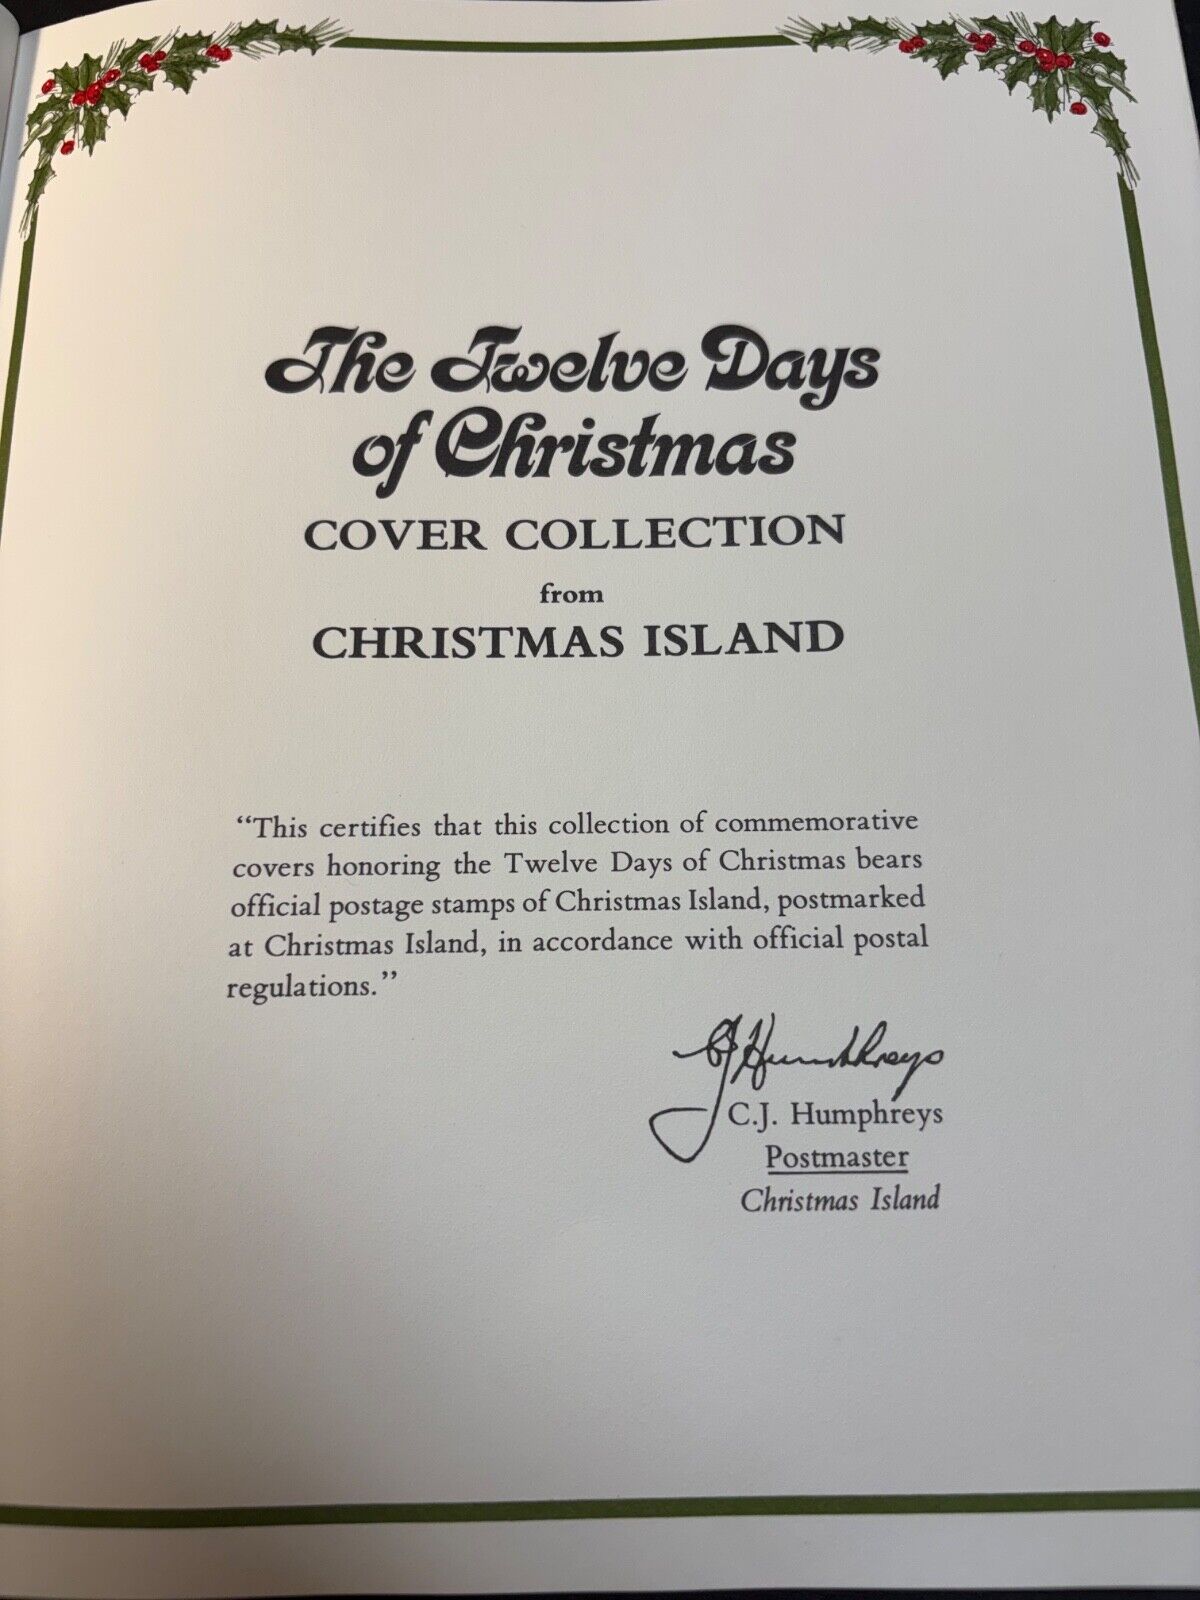 The Twelve Days
of Christmas
COVER COLLECTION
from
CHRISTMAS ISLAND
“This certifies that this collection of commemorative
covers honoring the Twelve Days of Christmas bears
official postage stamps of Christmas Island, postmarked
at Christmas Island, in accordance with official postal
regulations.”
CJ Humphreys
C.J. Humphreys
Postmaster
Christmas Island